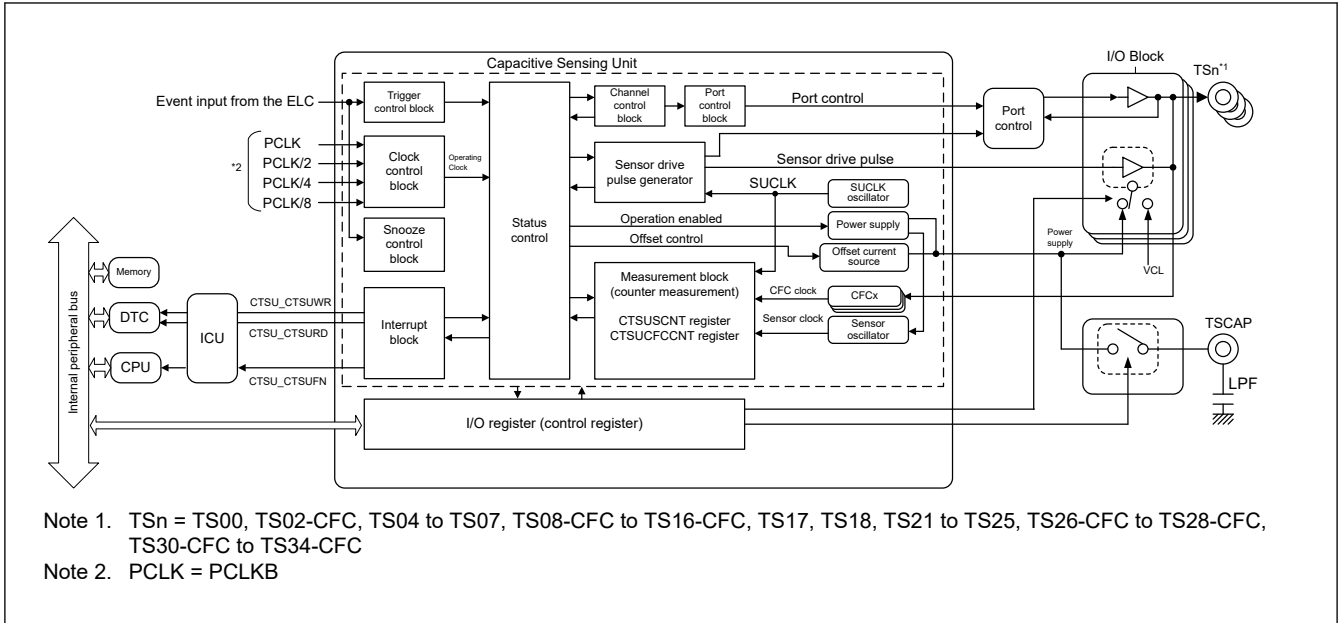 Capacitive Sensing Unit
I/O Block
TSn*1
Event input from the ELC
Trigger
control block
Channel
control
block
Port
control
block
Port control
Port
control
*2
PCLK
PCLK/2
PCLK/4
PCLK/8
Clock
control
block
Operating
Clock
Sensor drive
pulse generator
Sensor drive pulse
SUCLK
SUCLK
oscillator
Status
control
Snooze
control
block
Operation enabled
Power supply
Offset control
Offset current
source
Power
supply
VCL
Internal peripheral bus
Memory
DTC
CPU
ICU
CTSU_CTSUWR
CTSU_CTSURD
CTSU_CTSUFN
Interrupt
block
Measurement block
(counter measurement)
CTSUSCNT register
CTSUCFCCNT register
CFC clock
CFCx
Sensor clock
Sensor
oscillator
TSCAP
LPF
I/O register (control register)
Note 1. TSn = TS00, TS02-CFC, TS04 to TS07, TS08-CFC to TS16-CFC, TS17, TS18, TS21 to TS25, TS26-CFC to TS28-CFC,
TS30-CFC to TS34-CFC
Note 2. PCLK = PCLKB